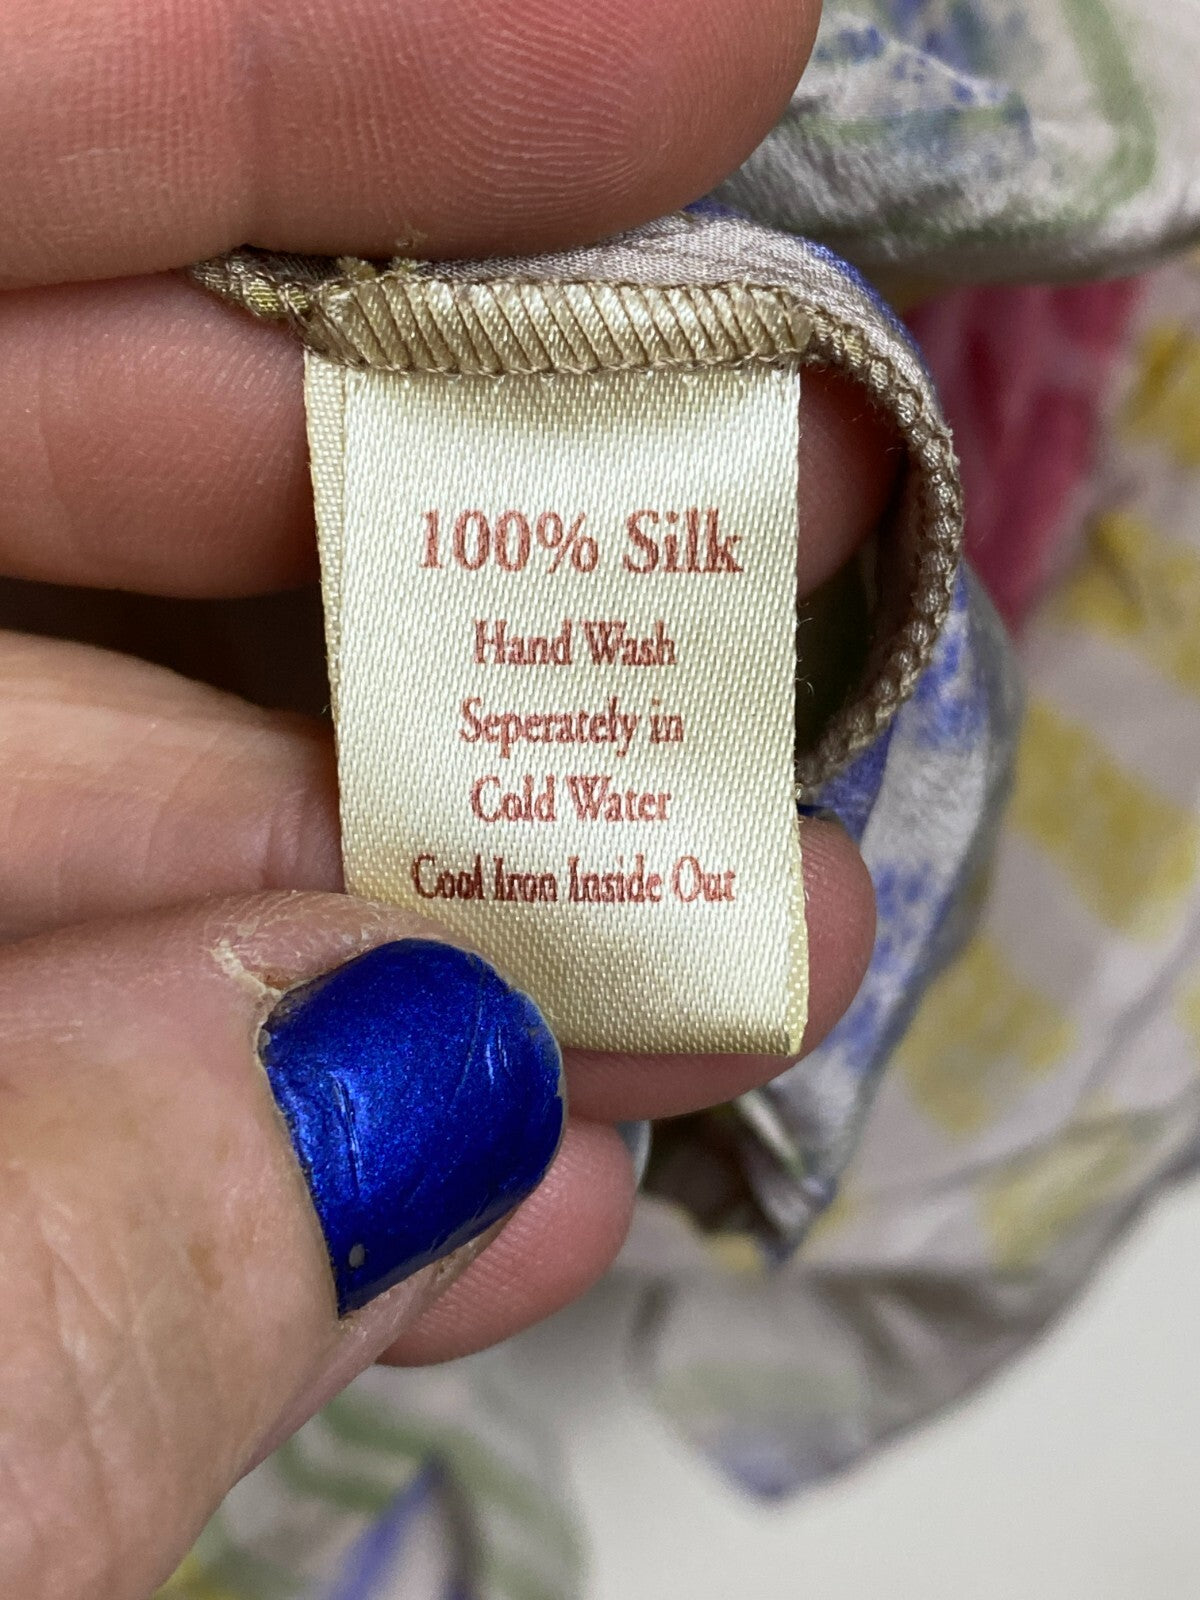 100% Silk
Hand Wash
Seperately in
Cold Water
Cool Iron Inside Out